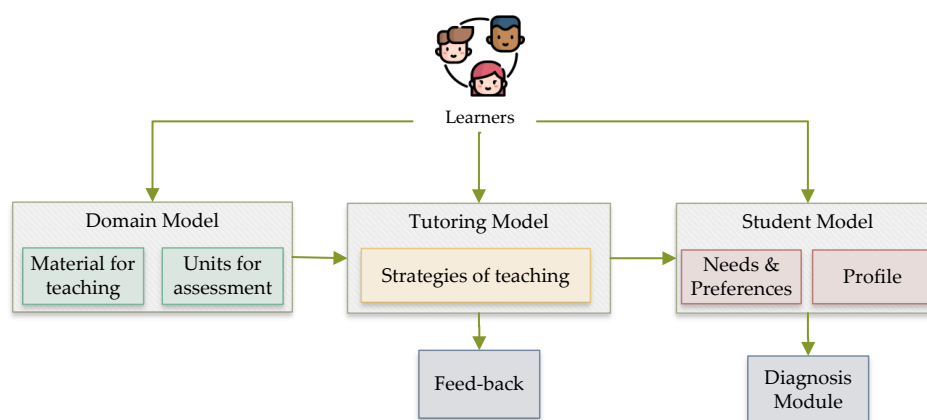 Learners
Domain Model
Material for
teaching
Units for
assessment
Tutoring Model
Strategies of teaching
Student Model
Needs &
Preferences
Profile
Feed-back
Diagnosis
Module